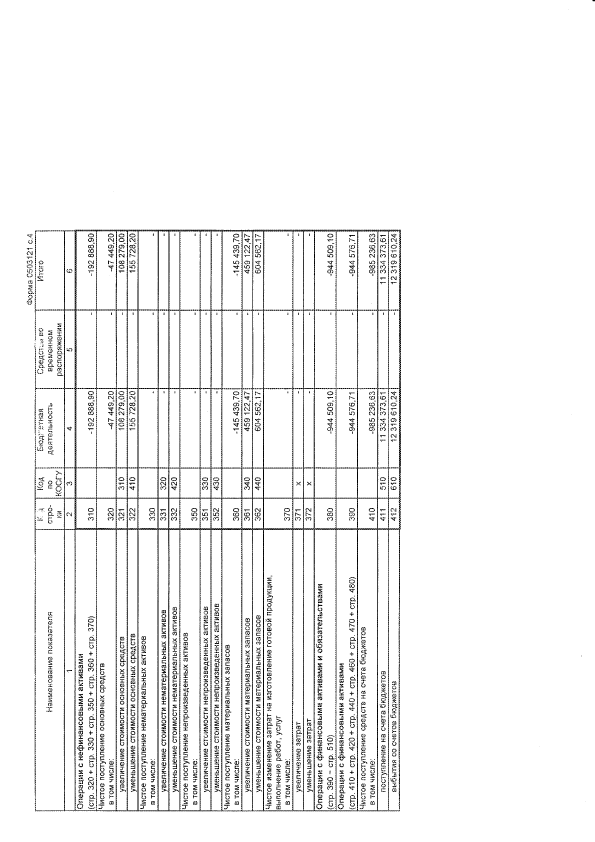 Форма 0503121 с.4
Наименование показателя | стро-ки | Код по КОСГУ | Бюджетная деятельность | Средства во временном распоряжении | Итого
1 | 2 | 3 | 4 | 5 | 6
Операции с нефинансовыми активами
(стр. 320 + стр. 330 + стр. 350 + стр. 360 + стр. 370) | 310 | | -192 888,90 | - | -192 888,90
Чистое поступление основных средств | 320 | | -47 449,20 | - | -47 449,20
в том числе:
увеличение стоимости основных средств | 321 | 310 | 108 279,00 | - | 108 279,00
уменьшение стоимости основных средств | 322 | 410 | 155 728,20 | - | 155 728,20
Чистое поступление нематериальных активов | 330 | | - | - | -
в том числе:
увеличение стоимости нематериальных активов | 331 | 320 | - | - | -
уменьшение стоимости нематериальных активов | 332 | 420 | - | - | -
Чистое поступление непроизведенных активов | 350 | | - | - | -
в том числе:
увеличение стоимости непроизведенных активов | 351 | 330 | - | - | -
уменьшение стоимости непроизведенных активов | 352 | 430 | - | - | -
Чистое поступление материальных запасов | 360 | | -145 439,70 | - | -145 439,70
в том числе:
увеличение стоимости материальных запасов | 361 | 340 | 459 122,47 | - | 459 122,47
уменьшение стоимости материальных запасов | 362 | 440 | 604 562,17 | - | 604 562,17
Чистое изменение затрат на изготовление готовой продукции,
выполнение работ, услуг | 370 | | - | - | -
в том числе:
увеличение затрат | 371 | х | - | - | -
уменьшение затрат | 372 | х | - | - | -
Операции с финансовыми активами и обязательствами
(стр. 390 – стр. 510) | 380 | | -944 509,10 | - | -944 509,10
Операции с финансовыми активами
(стр. 410 + стр. 420 + стр. 440 + стр. 460 + стр. 470 + стр. 480) | 390 | | -944 576,71 | - | -944 576,71
Чистое поступление средств на счета бюджетов | 410 | | -985 236,63 | - | -985 236,63
в том числе:
поступление на счета бюджетов | 411 | 510 | 11 334 373,61 | - | 11 334 373,61
выбытия со счетов бюджетов | 412 | 610 | 12 319 610,24 | - | 12 319 610,24